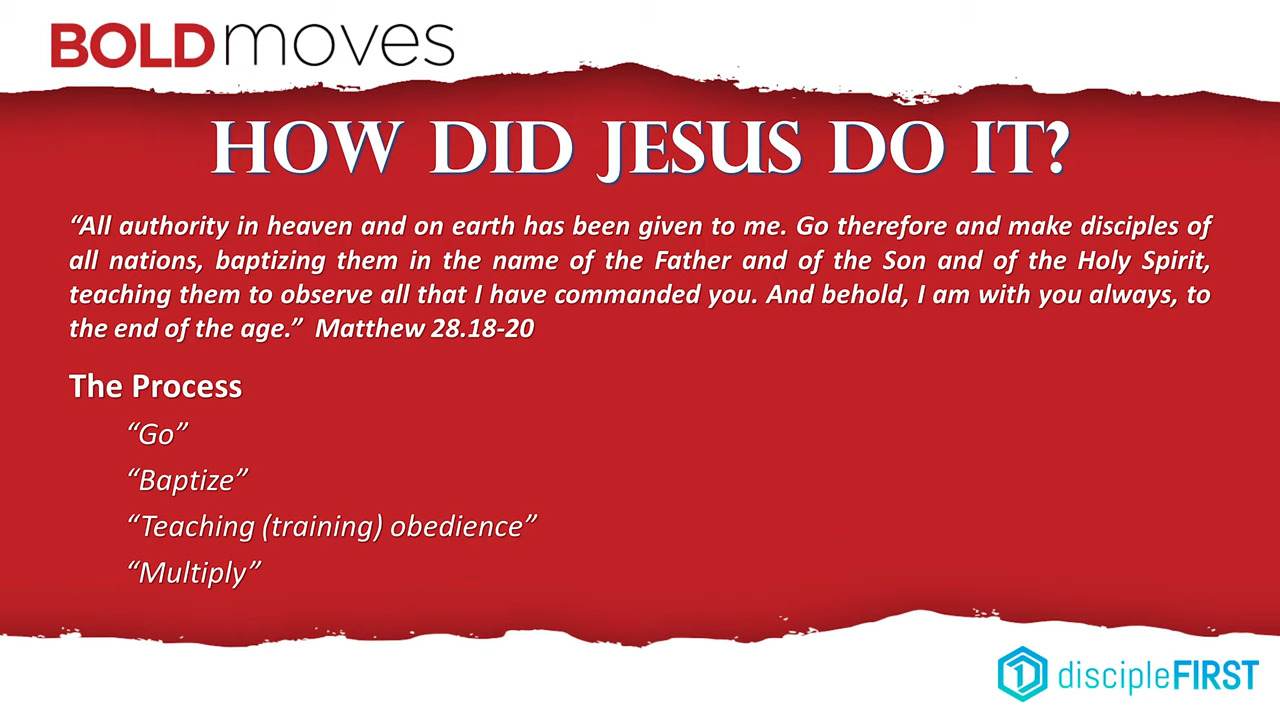 BOLDmoves
HOW DID JESUS DO IT?
“All authority in heaven and on earth has been given to me. Go therefore and make disciples of
all nations, baptizing them in the name of the Father and of the Son and of the Holy Spirit,
teaching them to observe all that I have commanded you. And behold, I am with you always, to
the end of the age.” Matthew 28.18-20
The Process
“Go”
“Baptize”
“Teaching (training) obedience”
“Multiply”
1 discipleFIRST